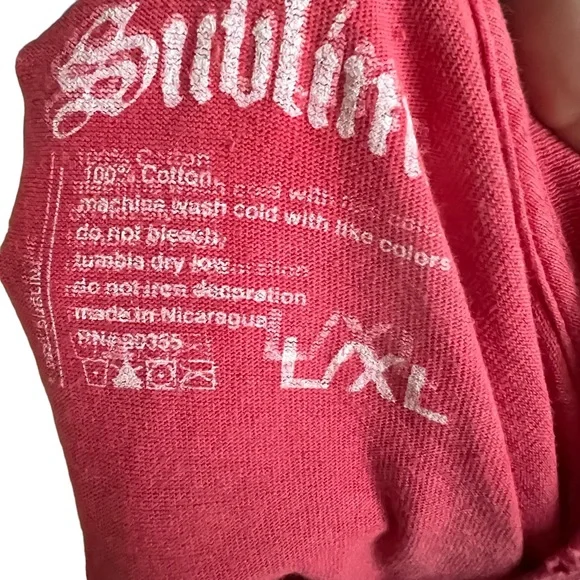 Sublim
100% Cotton
machine wash cold with like colors
do not bleach
tumble dry low
do not iron decoration
made in Nicaragua
L/XL